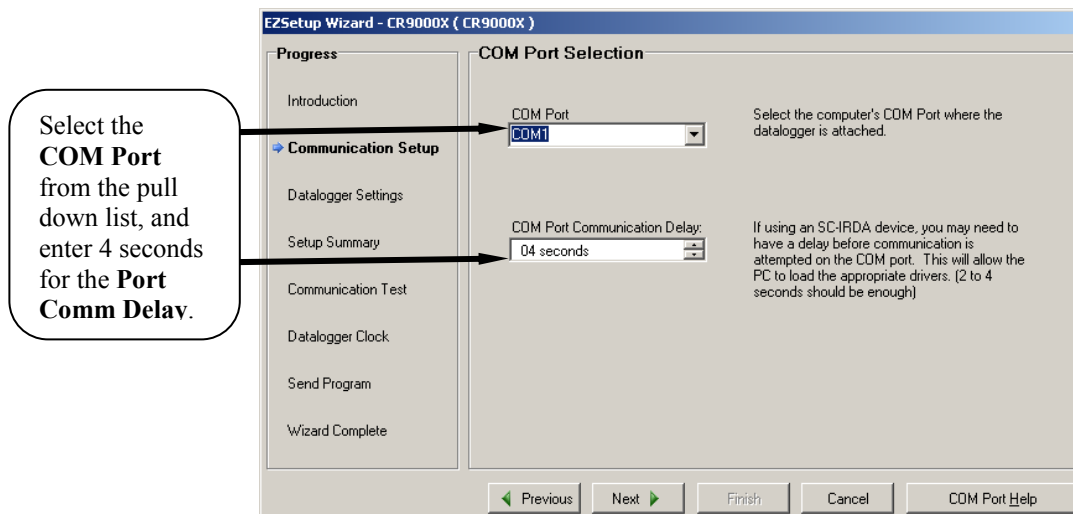 EZSetup Wizard - CR9000X ( CR9000X )
Progress
Introduction
Communication Setup
Datalogger Settings
Setup Summary
Communication Test
Datalogger Clock
Send Program
Wizard Complete
COM Port Selection
COM Port
COM1
Select the computer's COM Port where the
datalogger is attached.
COM Port Communication Delay:
04 seconds
If using an SC-IRDA device, you may need to
have a delay before communication is
attempted on the COM port. This will allow the
PC to load the appropriate drivers. (2 to 4
seconds should be enough)
Previous
Next
Finish
Cancel
COM Port Help
Select the
COM Port
from the pull
down list, and
enter 4 seconds
for the Port
Comm Delay.